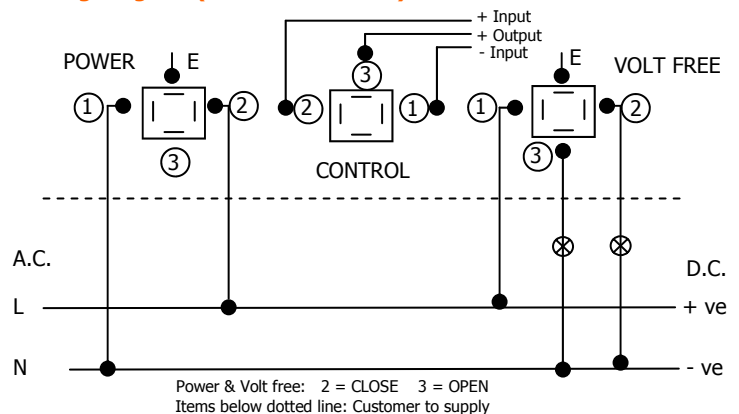 + Input
+ Output
- Input
POWER
E
1
2
3
3
2
1
CONTROL
E
VOLT FREE
1
2
3
A.C.
D.C.
L
+ ve
N
- ve
Power & Volt free: 2 = CLOSE 3 = OPEN
Items below dotted line: Customer to supply